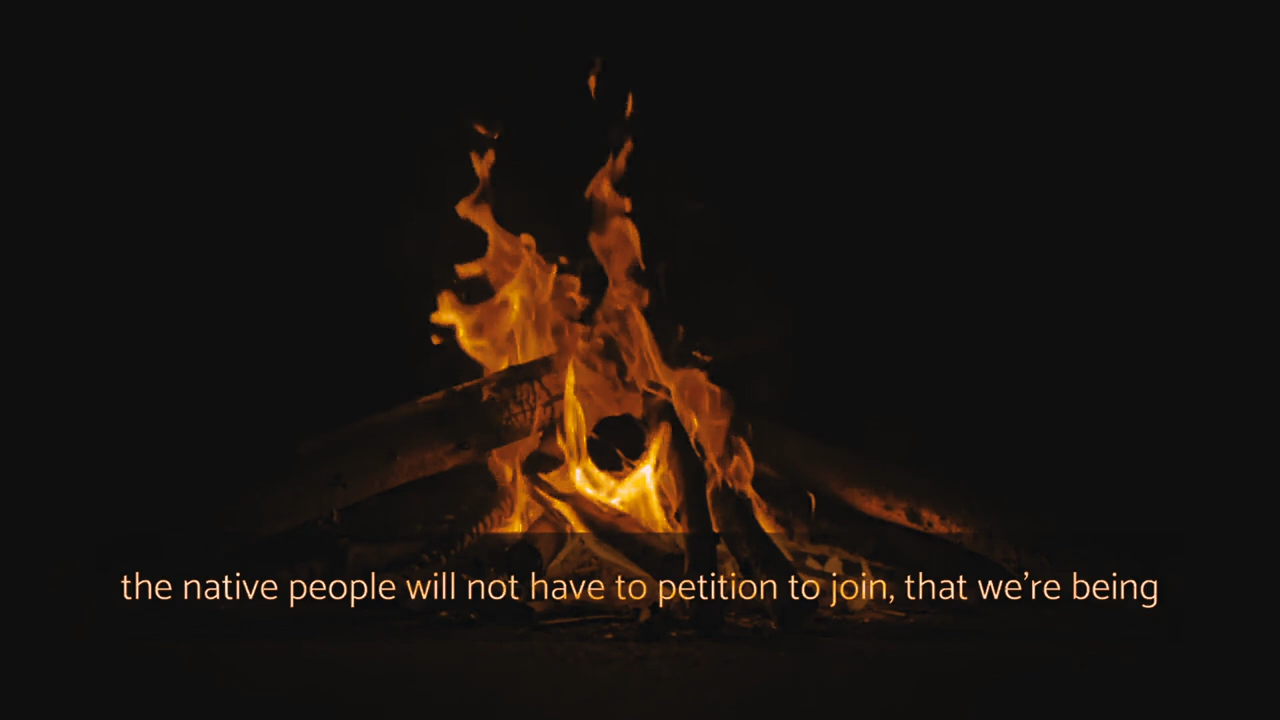 the native people will not have to petition to join, that we’re being